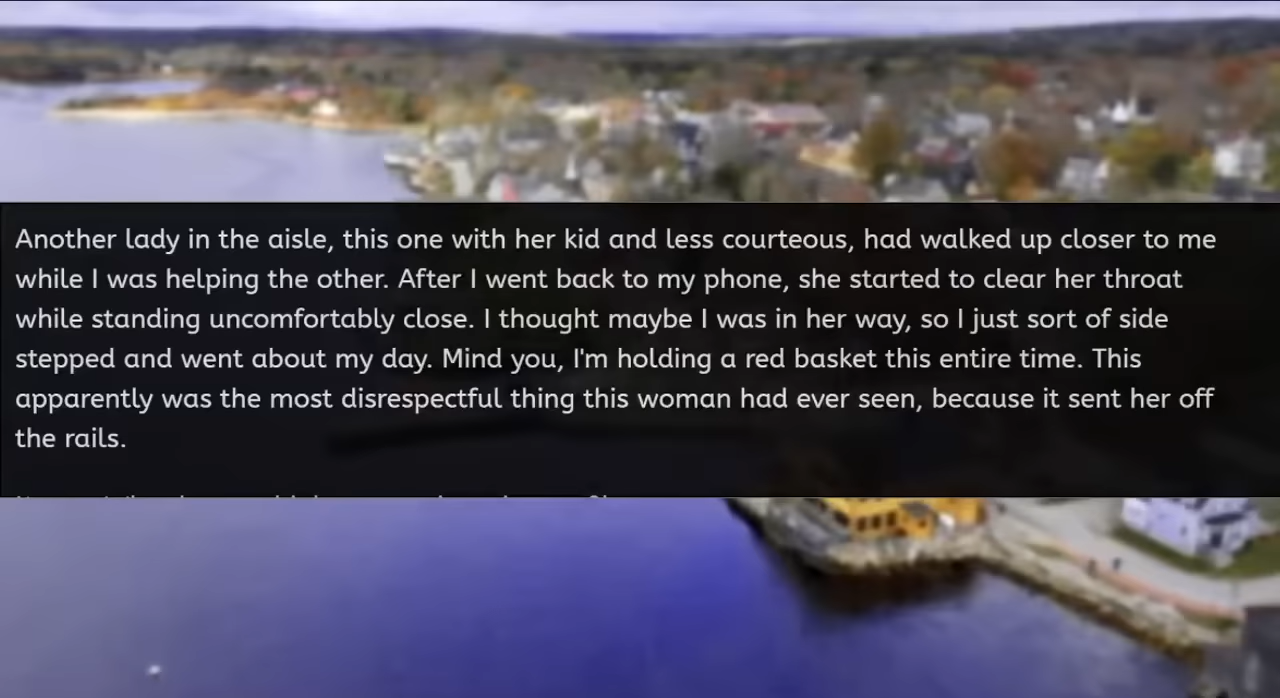 Another lady in the aisle, this one with her kid and less courteous, had walked up closer to me
while I was helping the other. After I went back to my phone, she started to clear her throat
while standing uncomfortably close. I thought maybe I was in her way, so I just sort of side
stepped and went about my day. Mind you, I'm holding a red basket this entire time. This
apparently was the most disrespectful thing this woman had ever seen, because it sent her off
the rails.